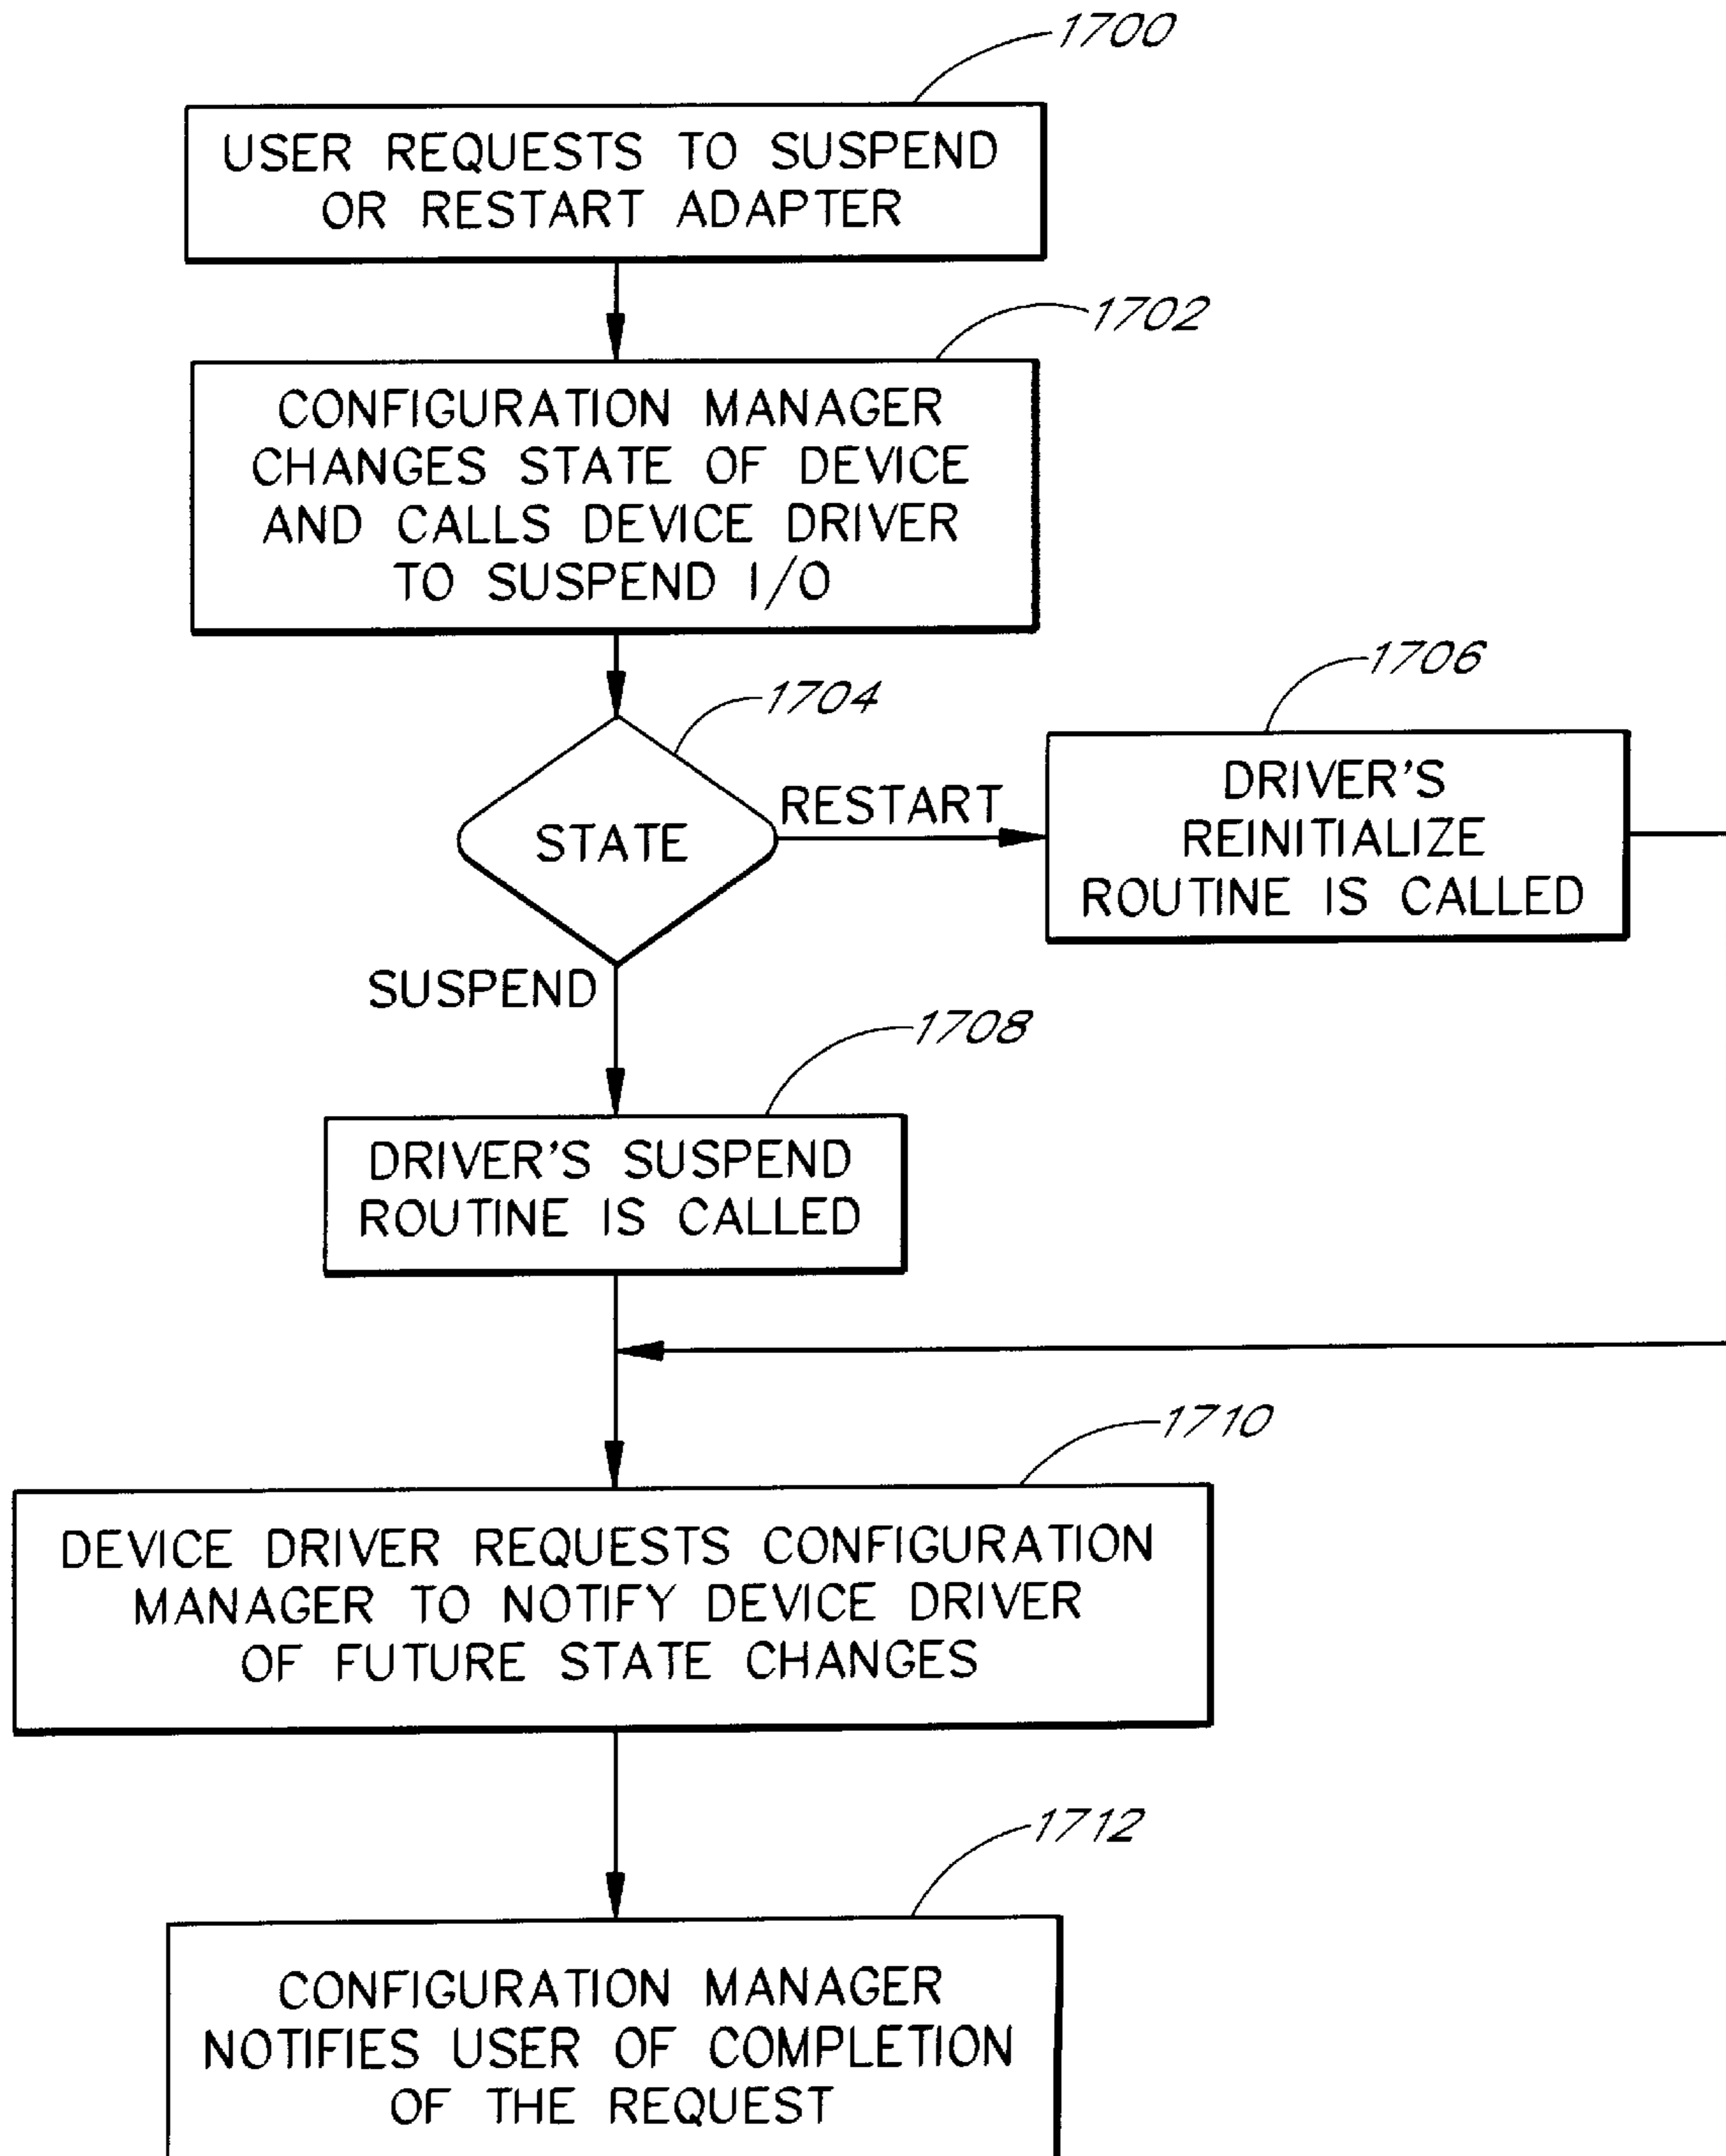 1700
USER REQUESTS TO SUSPEND
OR RESTART ADAPTER
1702
CONFIGURATION MANAGER
CHANGES STATE OF DEVICE
AND CALLS DEVICE DRIVER
TO SUSPEND I/O
1704
STATE
RESTART
1706
DRIVER'S
REINITIALIZE
ROUTINE IS CALLED
SUSPEND
1708
DRIVER'S SUSPEND
ROUTINE IS CALLED
1710
DEVICE DRIVER REQUESTS CONFIGURATION
MANAGER TO NOTIFY DEVICE DRIVER
OF FUTURE STATE CHANGES
1712
CONFIGURATION MANAGER
NOTIFIES USER OF COMPLETION
OF THE REQUEST